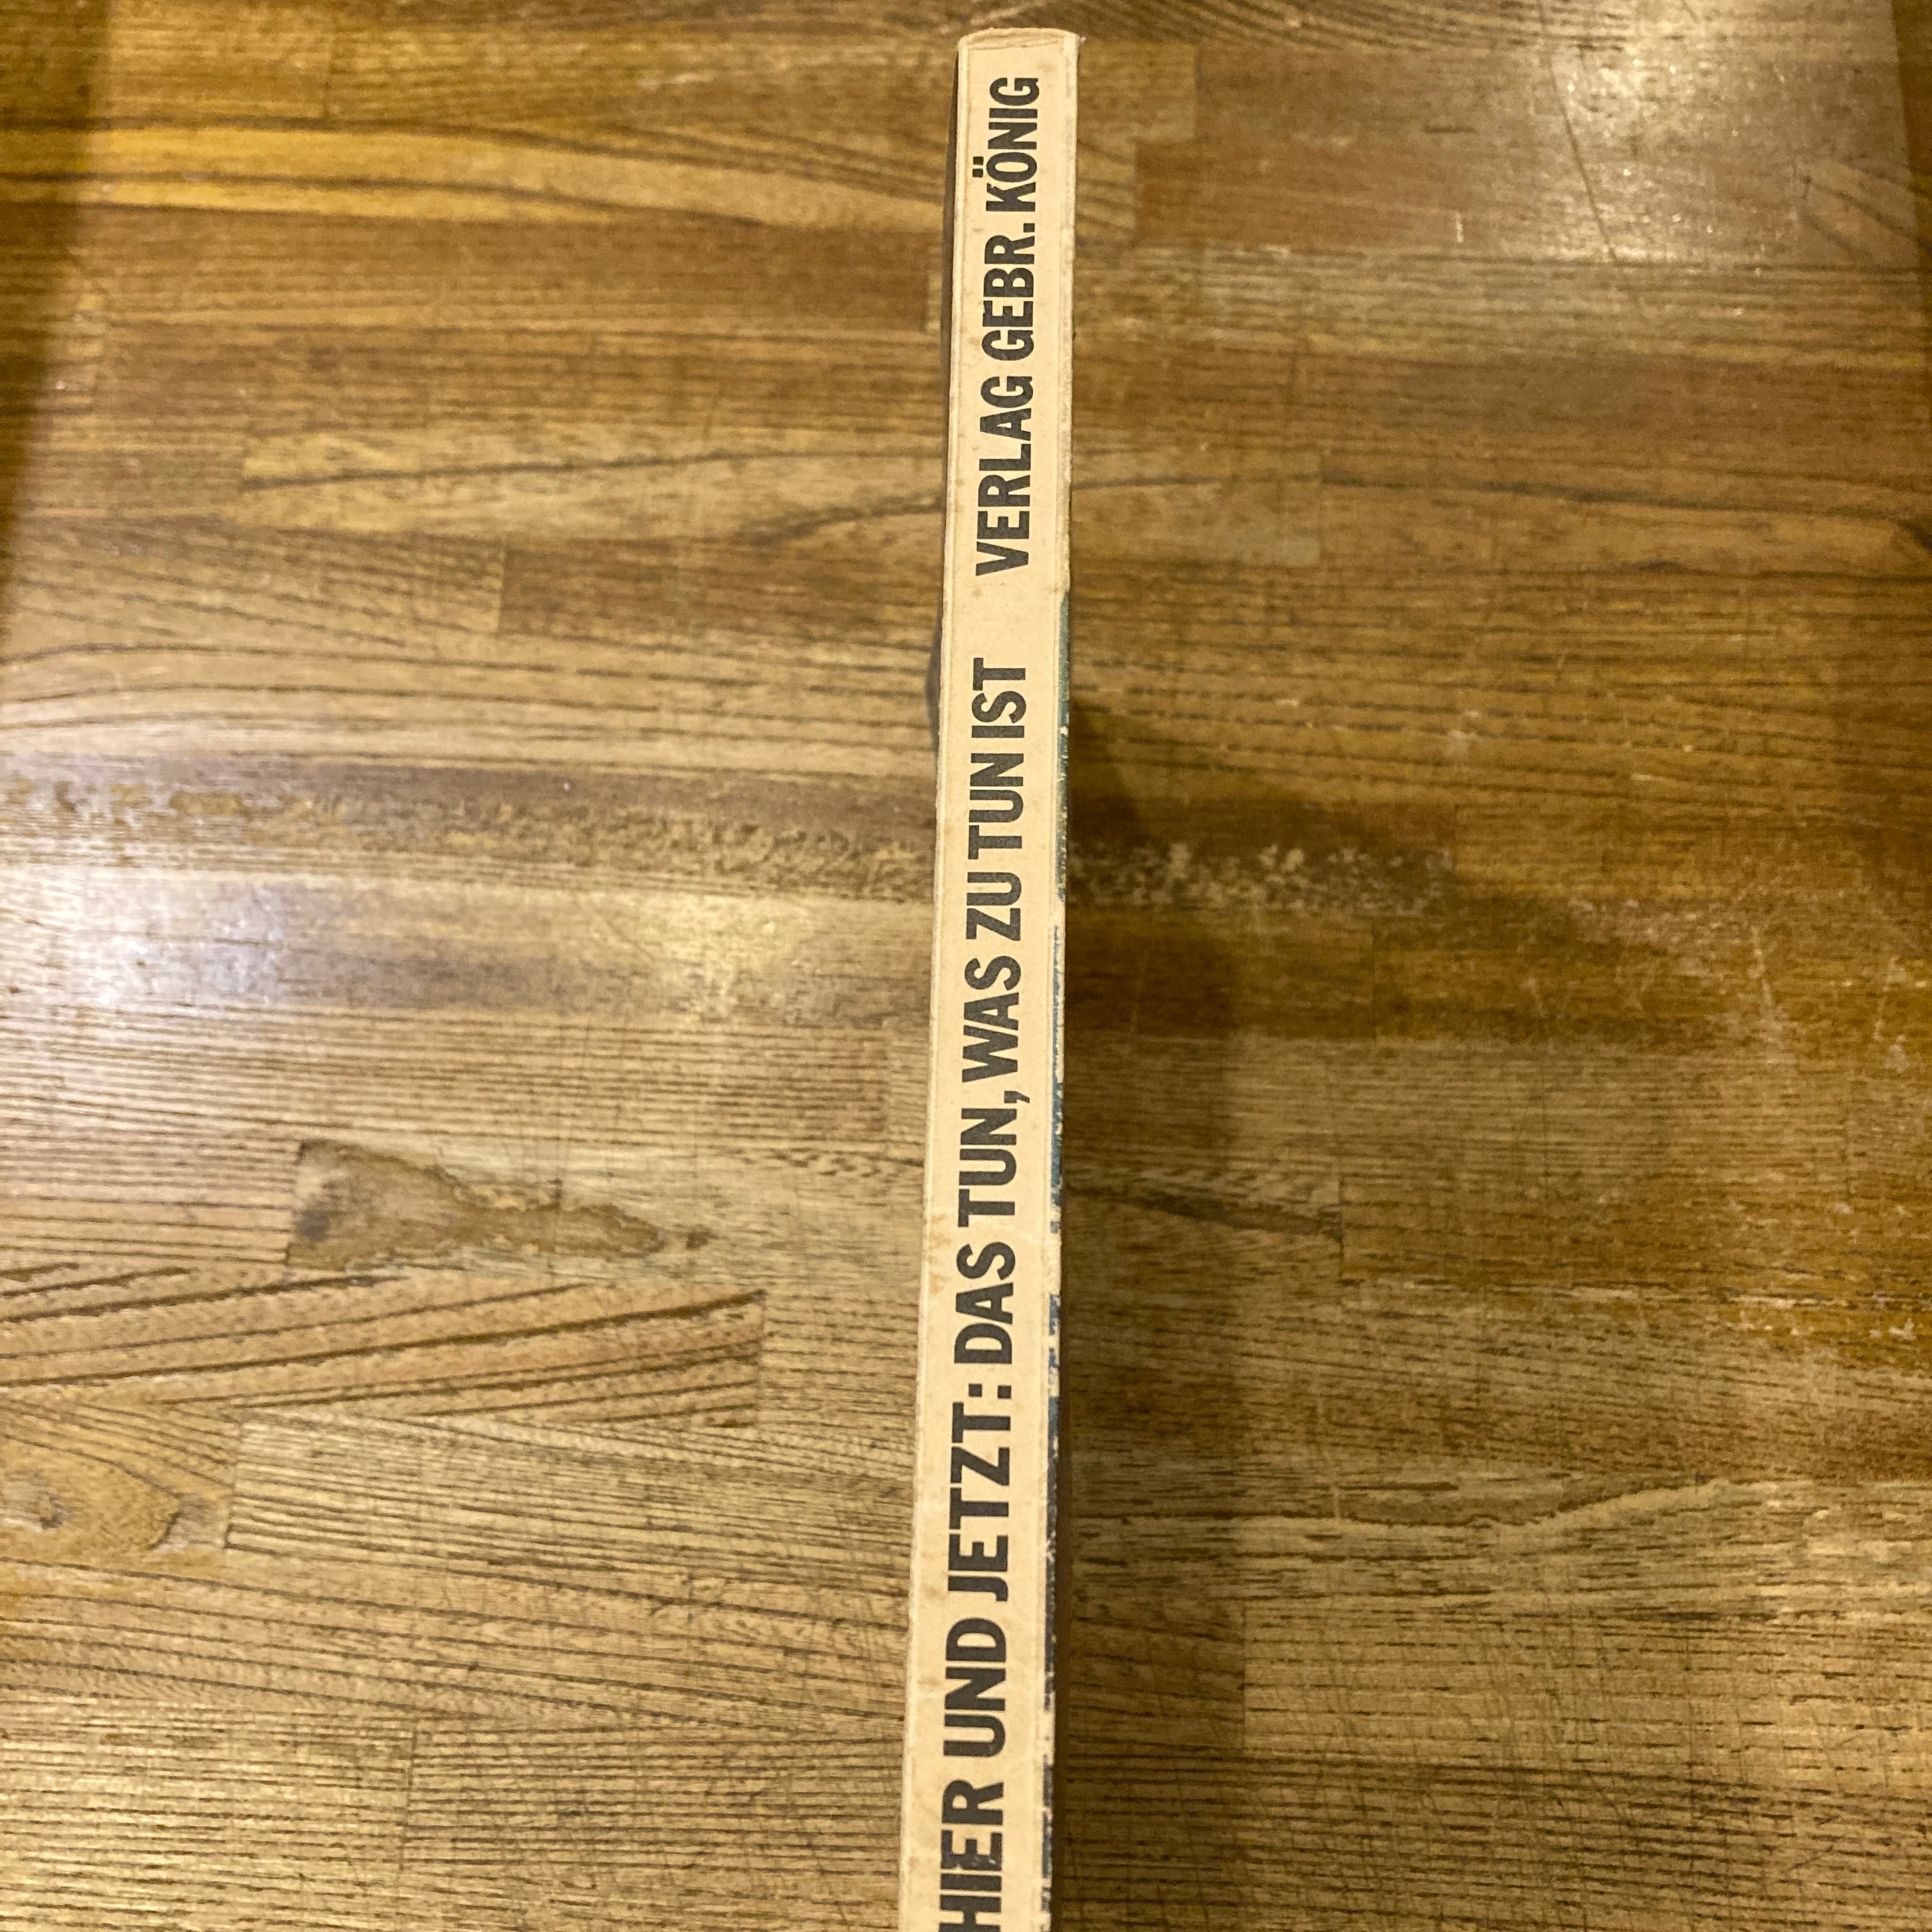 HIER UND JETZT: DAS TUN, WAS ZU TUN IST VERLAG GEBR. KÖNIG